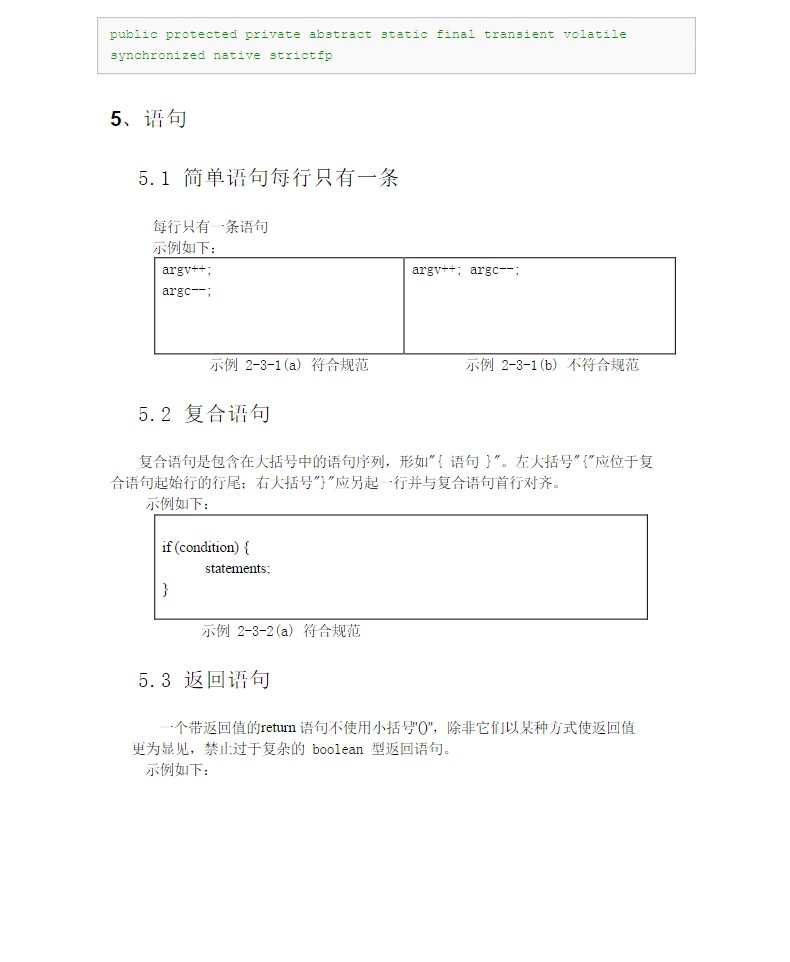 public protected private abstract static final transient volatile
synchronized native strictfp
5、语句
5.1 简单语句每行只有一条
每行只有一条语句
示例如下：
argv++;
argc--;
argv++; argc--;
示例 2-3-1(a) 符合规范
示例 2-3-1(b) 不符合规范
5.2 复合语句
复合语句是包含在大括号中的语句序列，形如"{ 语句 }"。左大括号"{"应位于复
合语句起始行的行尾；右大括号"}"应另起一行并与复合语句首行对齐。
示例如下：
if (condition) {
statements;
}
示例 2-3-2(a) 符合规范
5.3 返回语句
一个带返回值的return 语句不使用小括号"()"，除非它们以某种方式使返回值
更为显见，禁止过于复杂的 boolean 型返回语句。
示例如下：